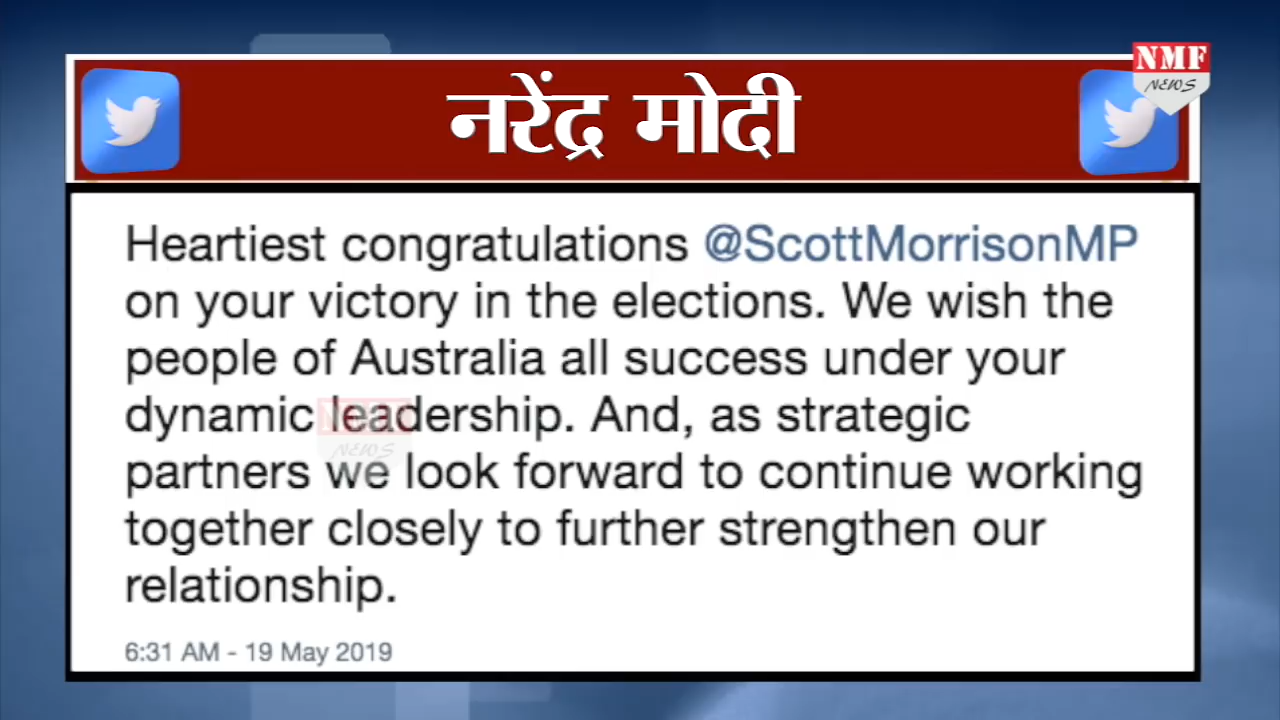 NMF
NEWS
नरेंद्र मोदी
Heartiest congratulations @ScottMorrisonMP
on your victory in the elections. We wish the
people of Australia all success under your
dynamic leadership. And, as strategic
partners we look forward to continue working
together closely to further strengthen our
relationship.
6:31 AM - 19 May 2019
NMF
NEWS